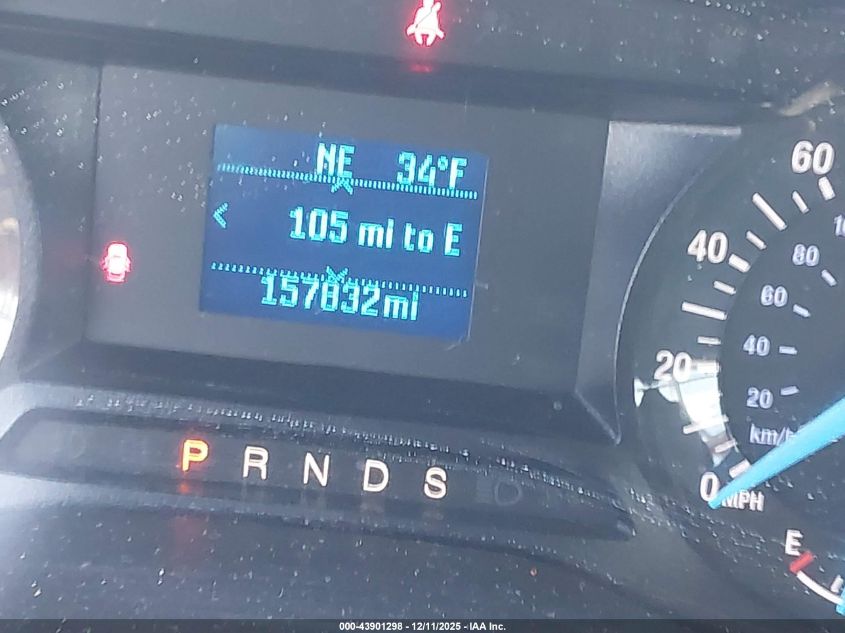 NE 34°F
< 105 mi to E
157832mi
P R N D S
0 20 40 60
MPH
20 40 60 80
km/h
E
000-43901298 - 12/11/2025 - IAA Inc.